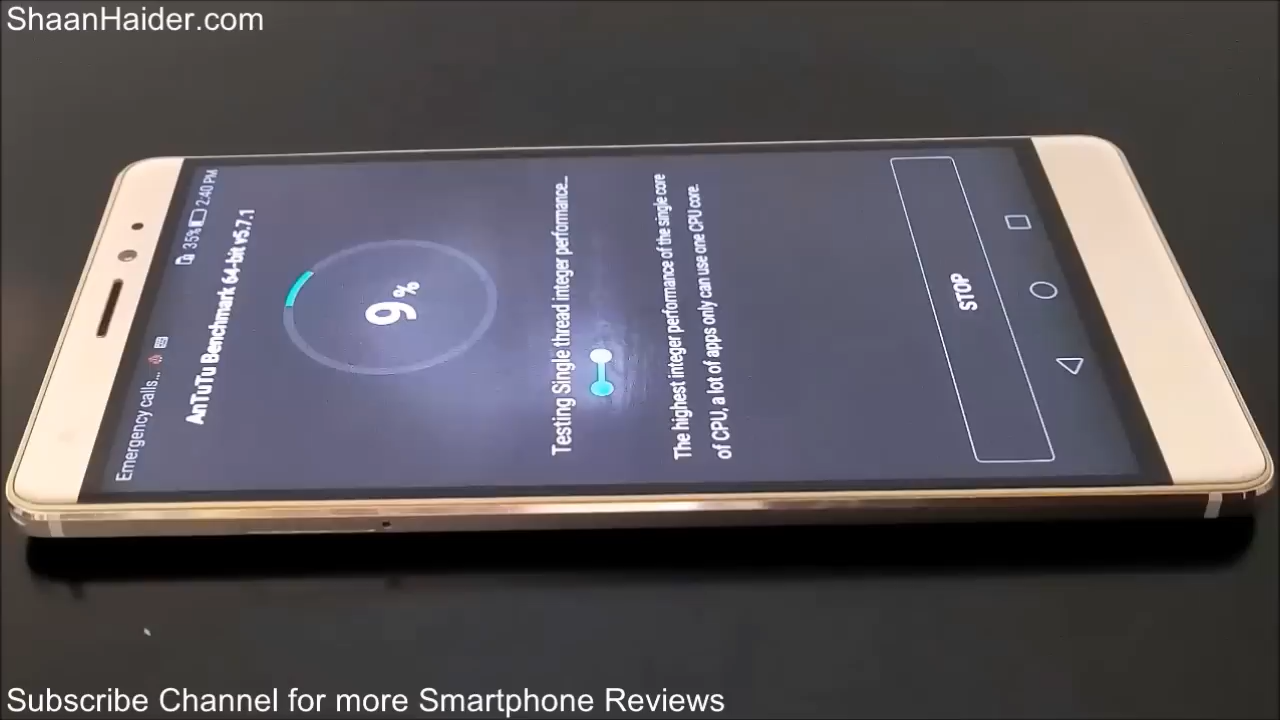 ShaanHaider.com
Emergency calls...
35% 2:40 PM
AnTuTu Benchmark 64-bit v5.7.1
9%
Testing Single thread integer performance...
The highest integer performance of the single core
of CPU, a lot of apps only can use one CPU core.
STOP
Subscribe Channel for more Smartphone Reviews